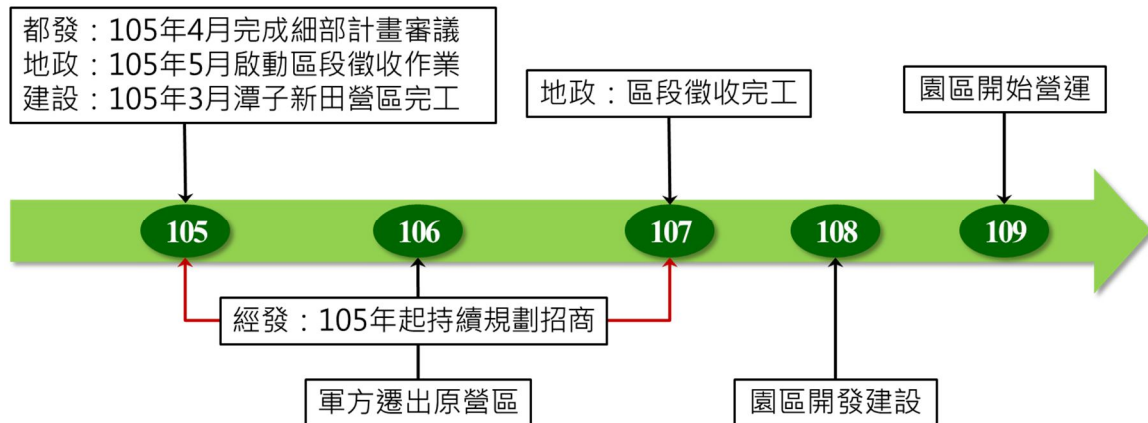 都發：105年4月完成細部計畫審議
地政：105年5月啟動區段徵收作業
建設：105年3月潭子新田營區完工
地政：區段徵收完工
園區開始營運
105
106
107
108
109
經發：105年起持續規劃招商
軍方遷出原營區
園區開發建設